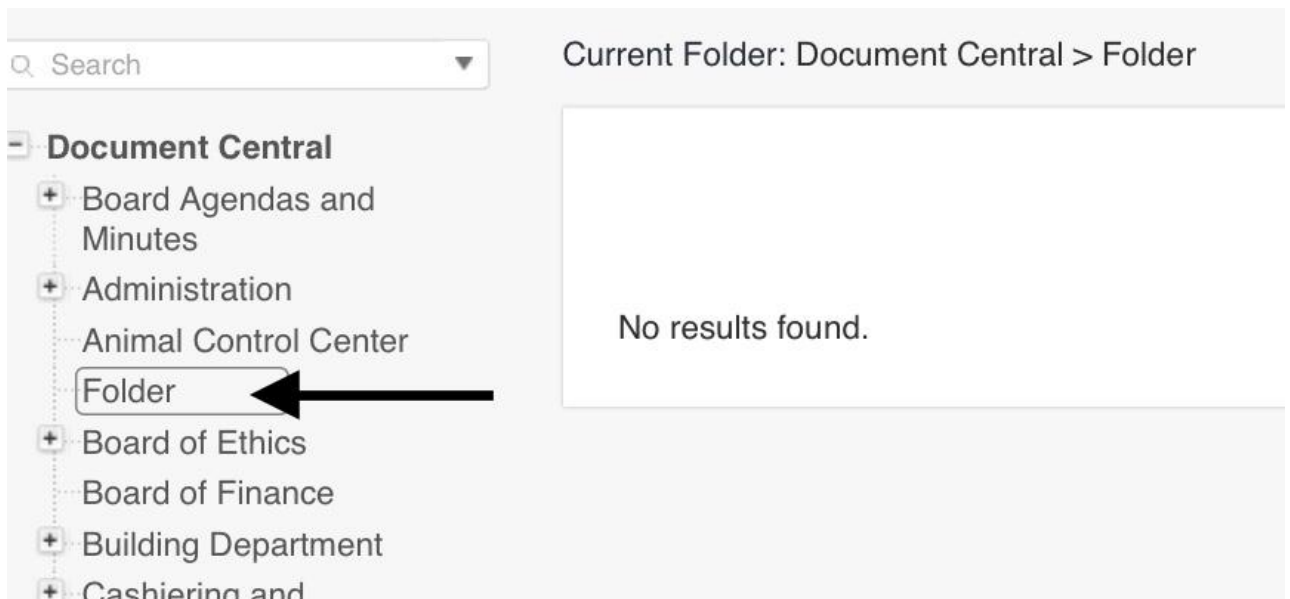 Search
Current Folder: Document Central > Folder
Document Central
Board Agendas and
Minutes
Administration
Animal Control Center
Folder
Board of Ethics
Board of Finance
Building Department
Cashiering and
No results found.